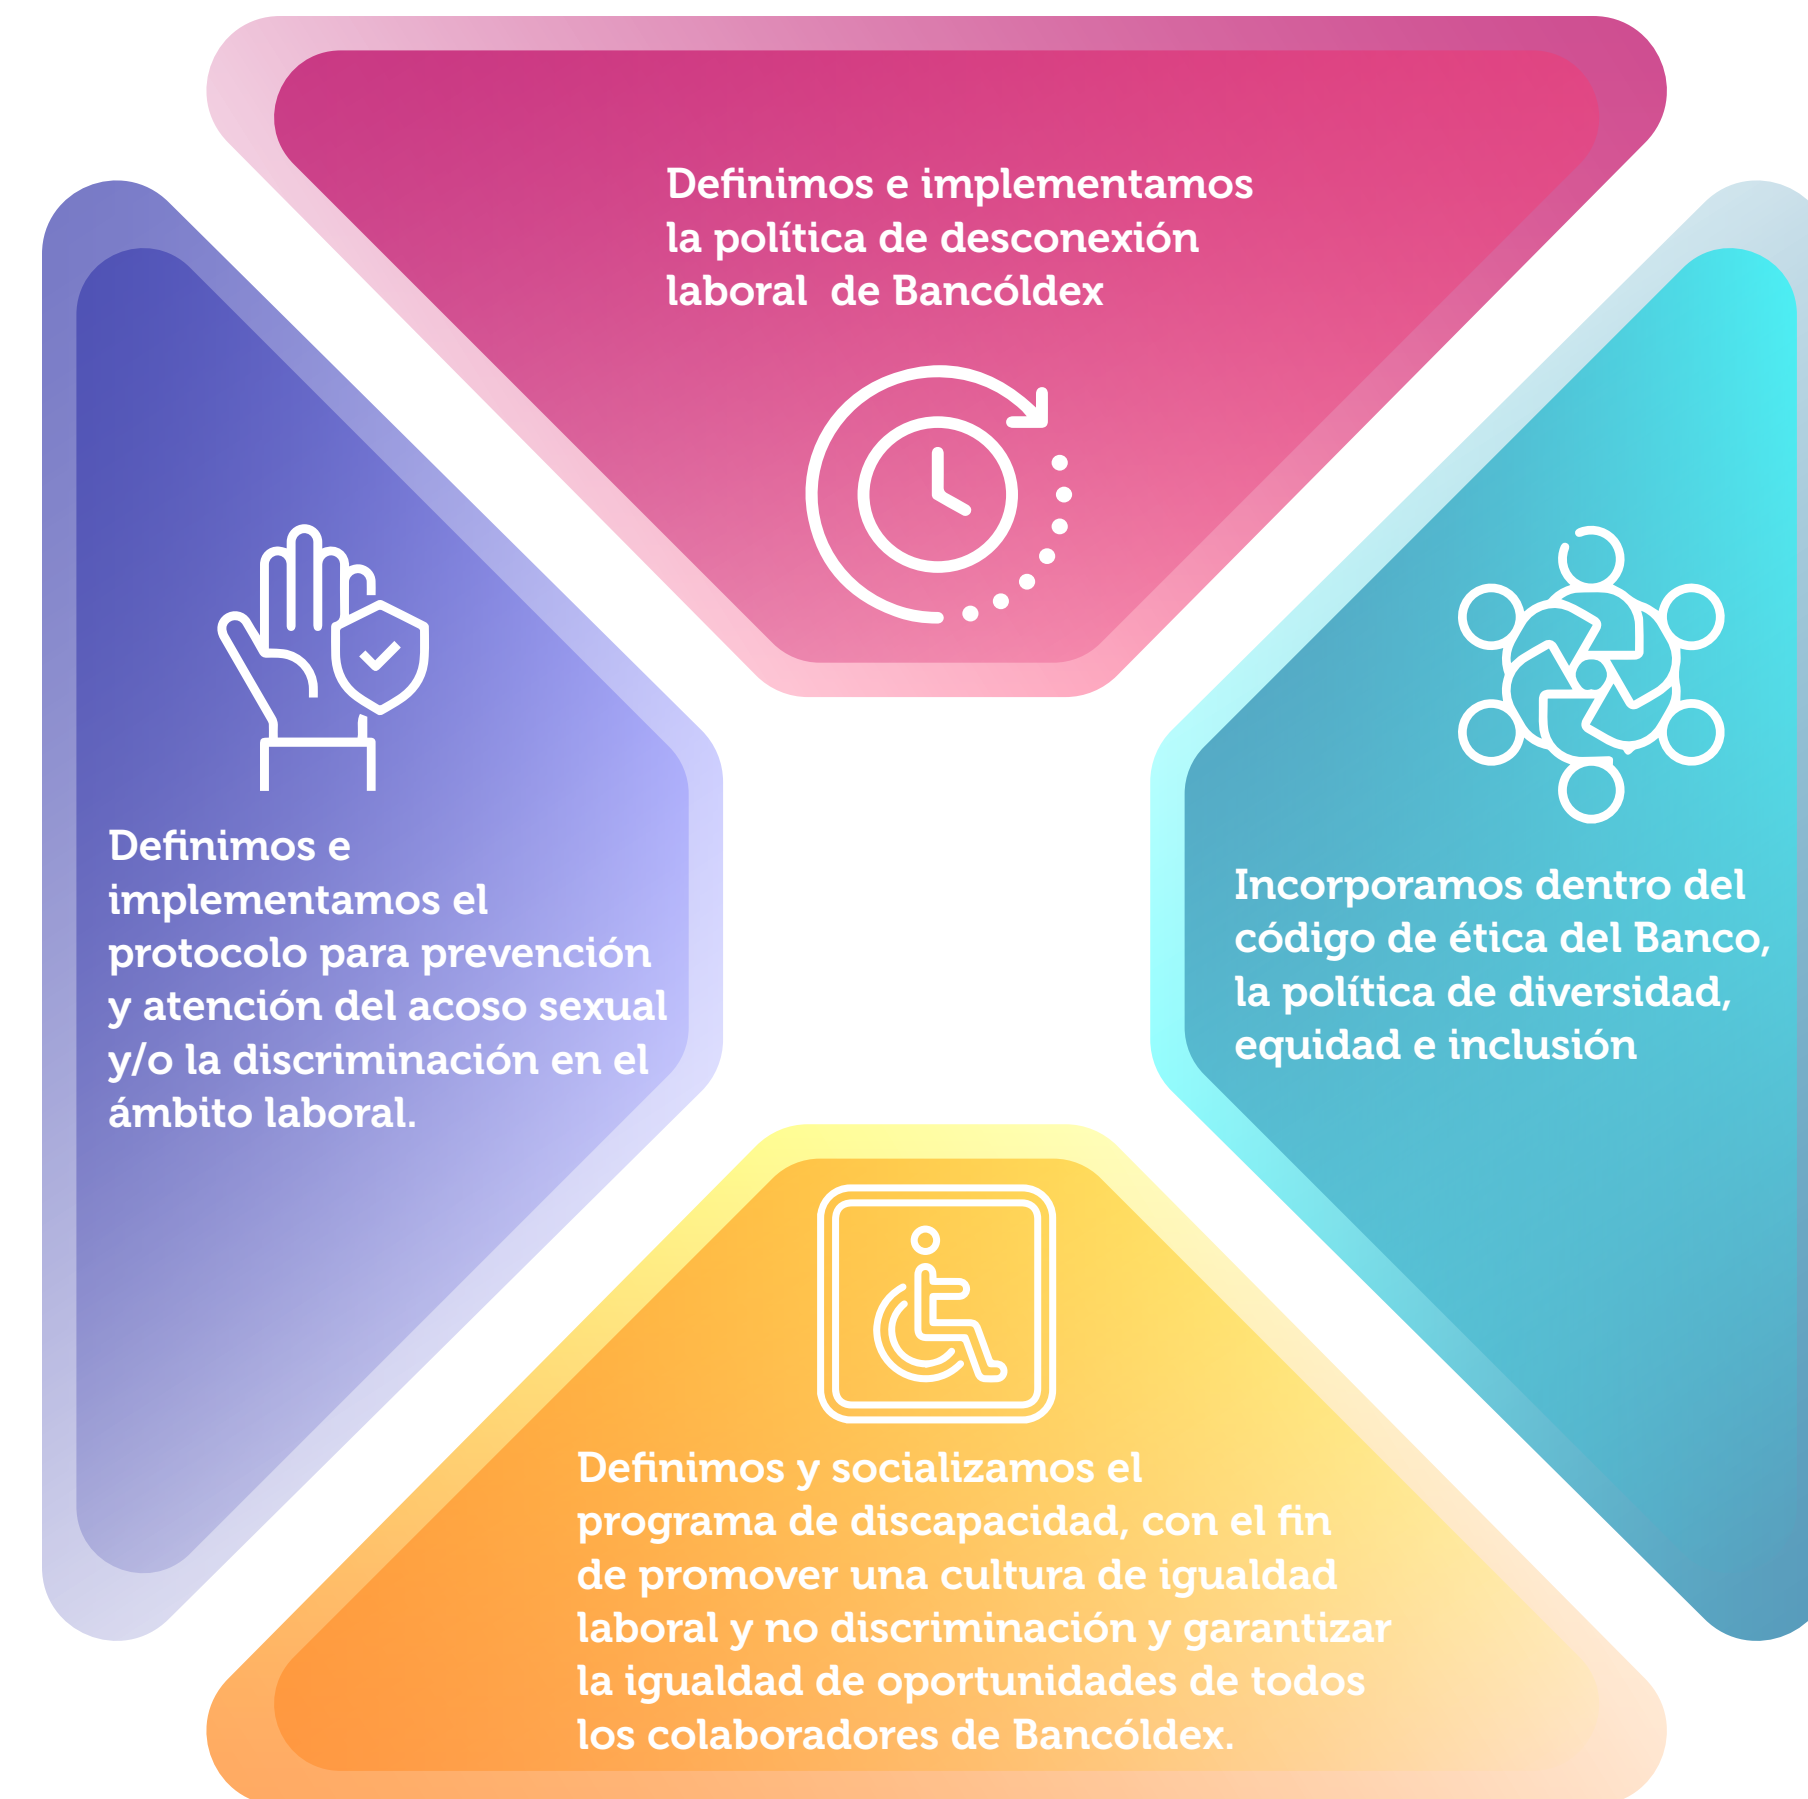 Definimos e implementamos
la política de desconexión
laboral  de Bancóldex
Definimos e
implementamos el
protocolo para prevención
y atención del acoso sexual
y/o la discriminación en el
ámbito laboral.
Incorporamos dentro del
código de ética del Banco,
la política de diversidad,
equidad e inclusión
Definimos y socializamos el
programa de discapacidad, con el fin
de promover una cultura de igualdad
laboral y no discriminación y garantizar
la igualdad de oportunidades de todos
los colaboradores de Bancóldex.